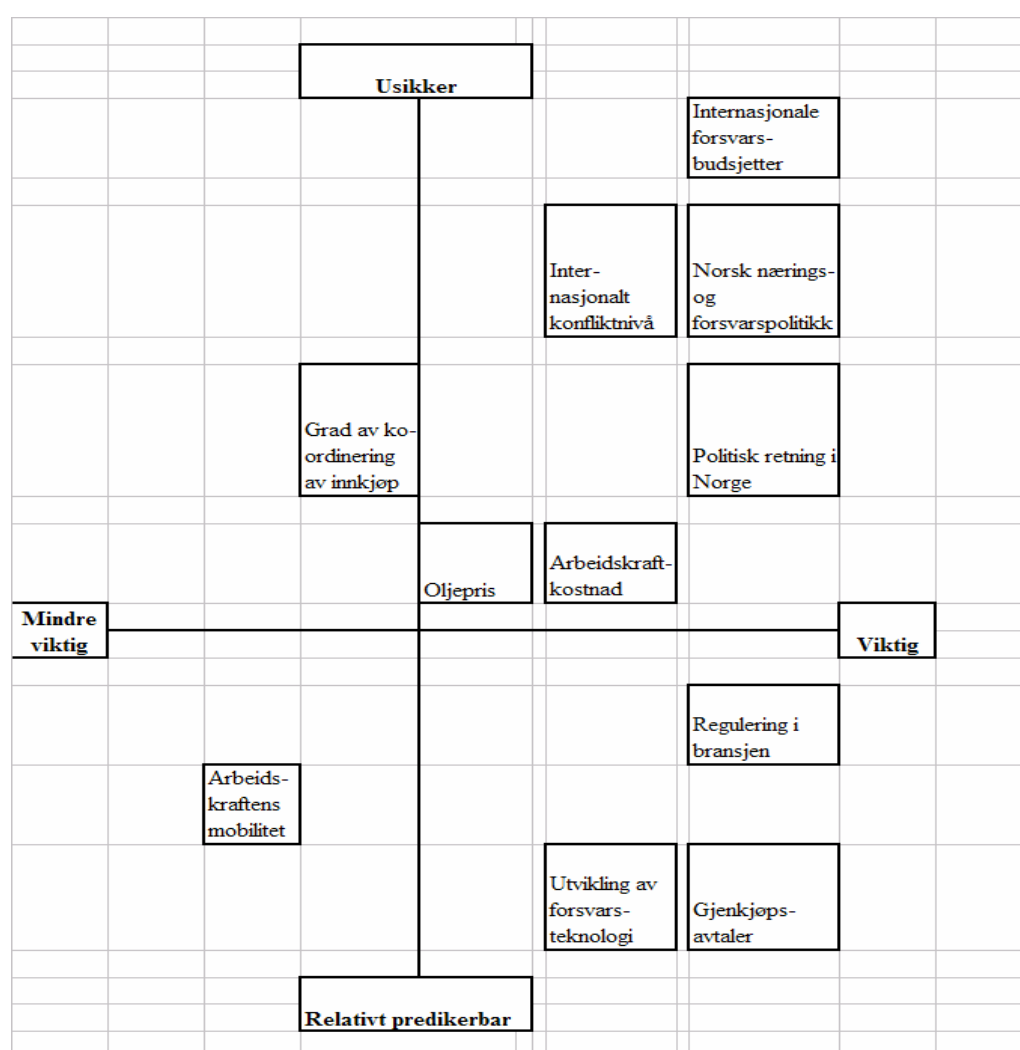 Usikker
Internasjonale
forsvars-
budsjetter
Inter-
nasjonalt
konfliktnivå
Norsk nærings-
og
forsvarspolitikk
Grad av ko-
ordinering
av innkjøp
Politisk retning i
Norge
Oljepris
Arbeidskraft-
kostnad
Mindre
viktig
Viktig
Regulering i
bransjen
Arbeids-
kraftens
mobilitet
Utvikling av
forsvars-
teknologi
Gjenkjøps-
avtaler
Relativt predikerbar